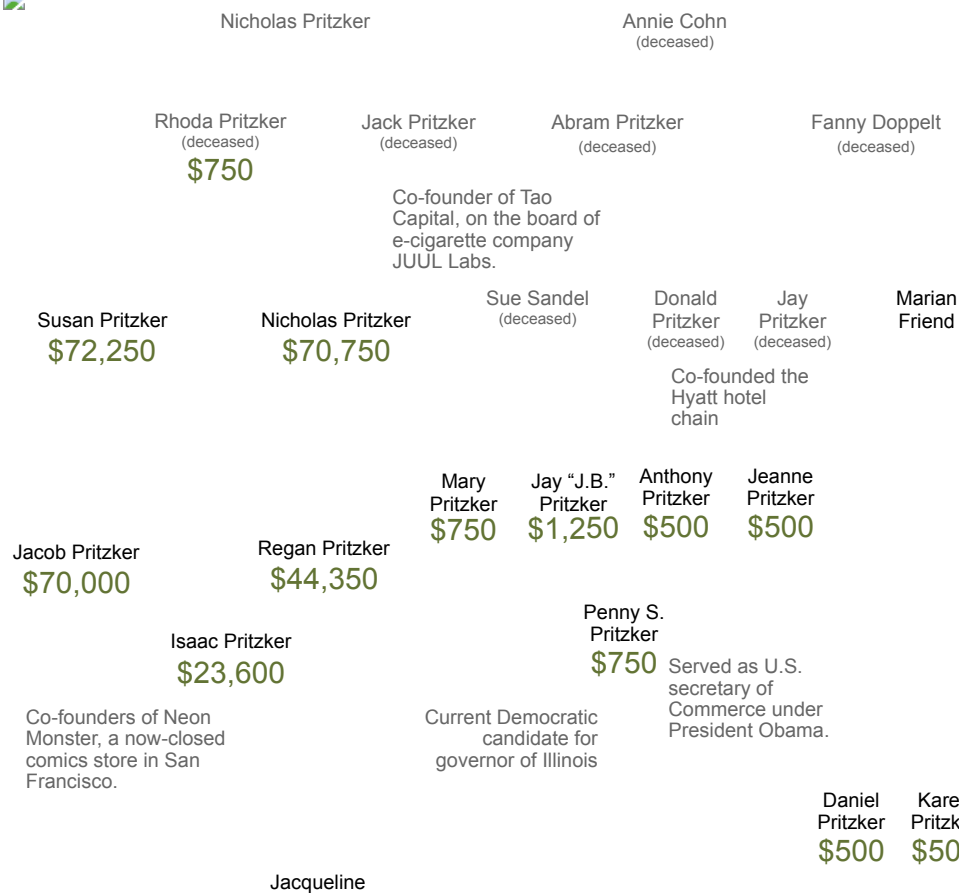 Nicholas Pritzker
Annie Cohn
(deceased)
Rhoda Pritzker
(deceased)
$750
Jack Pritzker
(deceased)
Abram Pritzker
(deceased)
Fanny Doppelt
(deceased)
Co-founder of Tao
Capital, on the board of
e-cigarette company
JUUL Labs.
Susan Pritzker
$72,250
Nicholas Pritzker
$70,750
Sue Sandel
(deceased)
Donald
Pritzker
(deceased)
Jay
Pritzker
(deceased)
Marian
Friend
Co-founded the
Hyatt hotel
chain
Mary
Pritzker
$750
Jay “J.B.”
Pritzker
$1,250
Anthony
Pritzker
$500
Jeanne
Pritzker
$500
Jacob Pritzker
$70,000
Regan Pritzker
$44,350
Isaac Pritzker
$23,600
Penny S.
Pritzker
$750
Served as U.S.
secretary of
Commerce under
President Obama.
Co-founders of Neon
Monster, a now-closed
comics store in San
Francisco.
Current Democratic
candidate for
governor of Illinois
Daniel
Pritzker
$500
Jacqueline